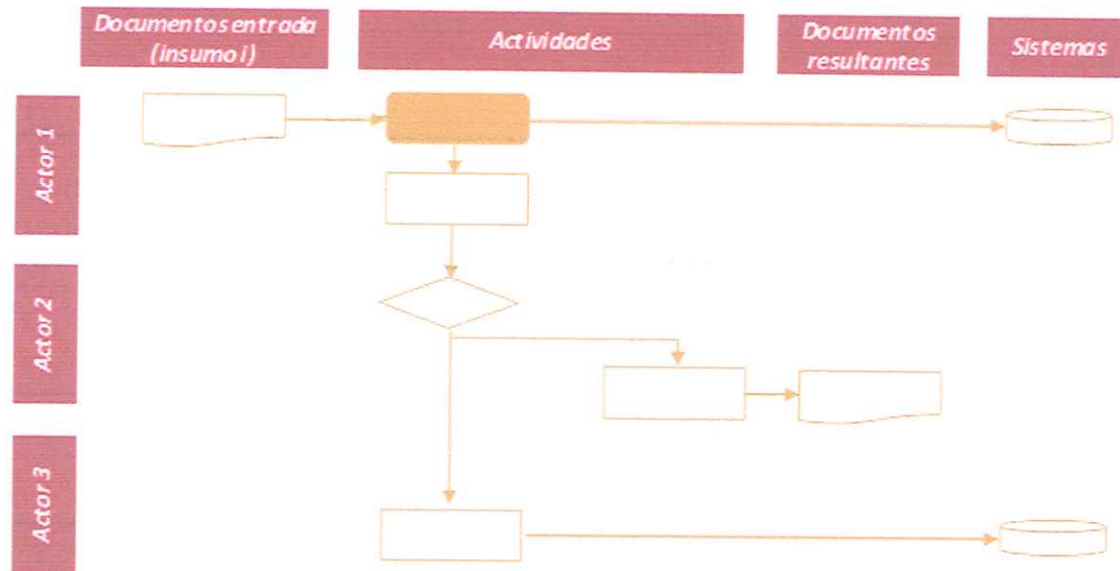 Documentos entrada
(insumo)
Actividades
Documentos
resultantes
Sistemas
Actor 1
Actor 2
Actor 3